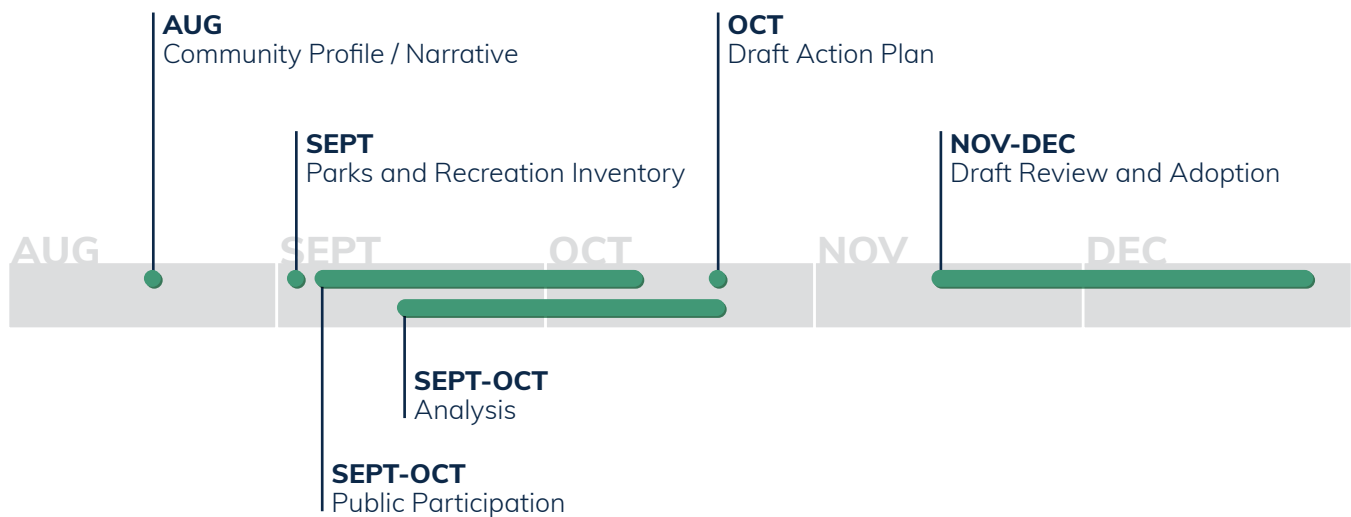 AUG
Community Profile / Narrative
OCT
Draft Action Plan
SEPT
Parks and Recreation Inventory
NOV-DEC
Draft Review and Adoption
AUG
SEPT
OCT
NOV
DEC
SEPT-OCT
Analysis
SEPT-OCT
Public Participation